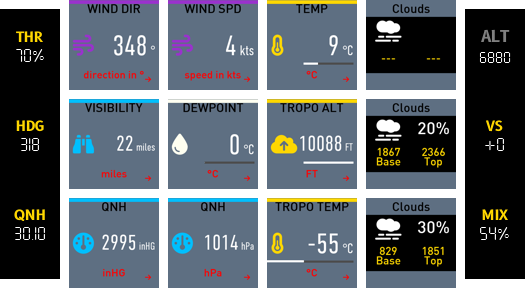 THR
70%
HDG
318
QNH
30.10
WIND DIR
348 °
direction in °
WIND SPD
4 kts
speed in kts
TEMP
9 °C
°C
Clouds
--- ---
VISIBILITY
22 miles
miles
DEWPOINT
0 °C
°C
TROPO ALT
10088 FT
FT
Clouds
20%
1867 2366
Base Top
QNH
2995 inHG
inHG
QNH
1014 hPa
hPa
TROPO TEMP
-55 °C
°C
Clouds
30%
829 1851
Base Top
ALT
6880
VS
+0
MIX
54%